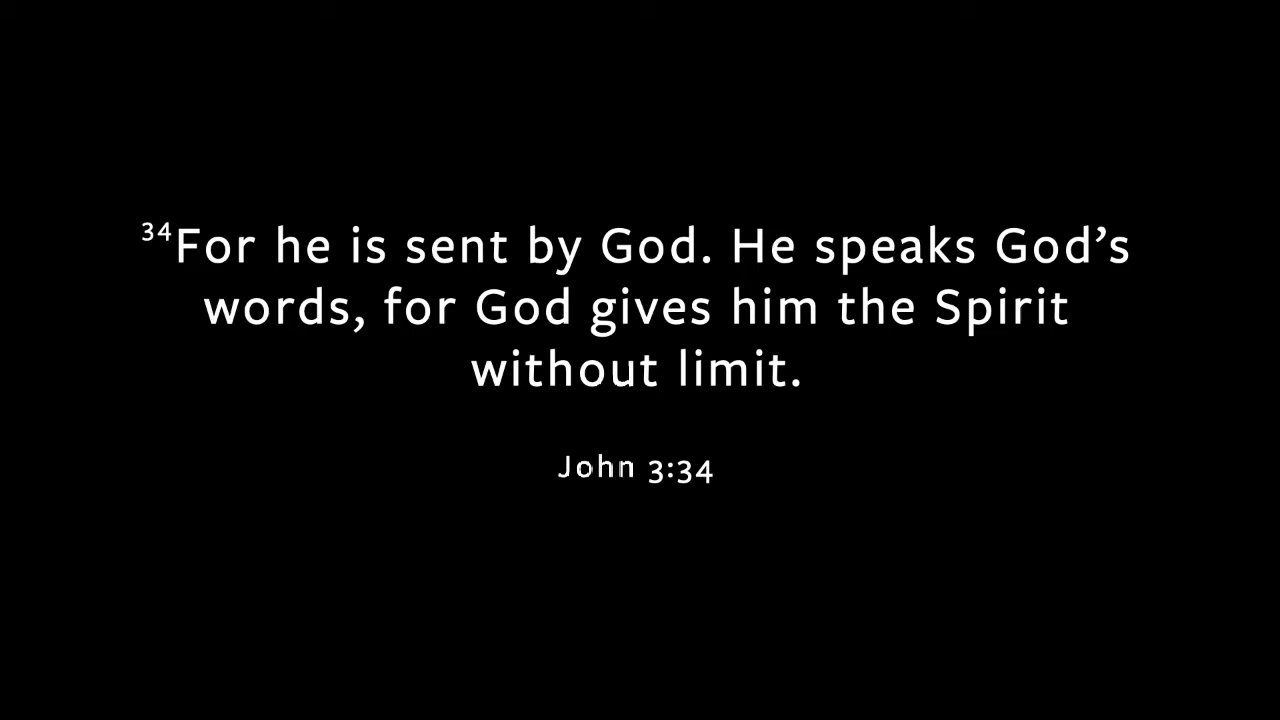 ³⁴For he is sent by God. He speaks God’s
words, for God gives him the Spirit
without limit.
John 3:34